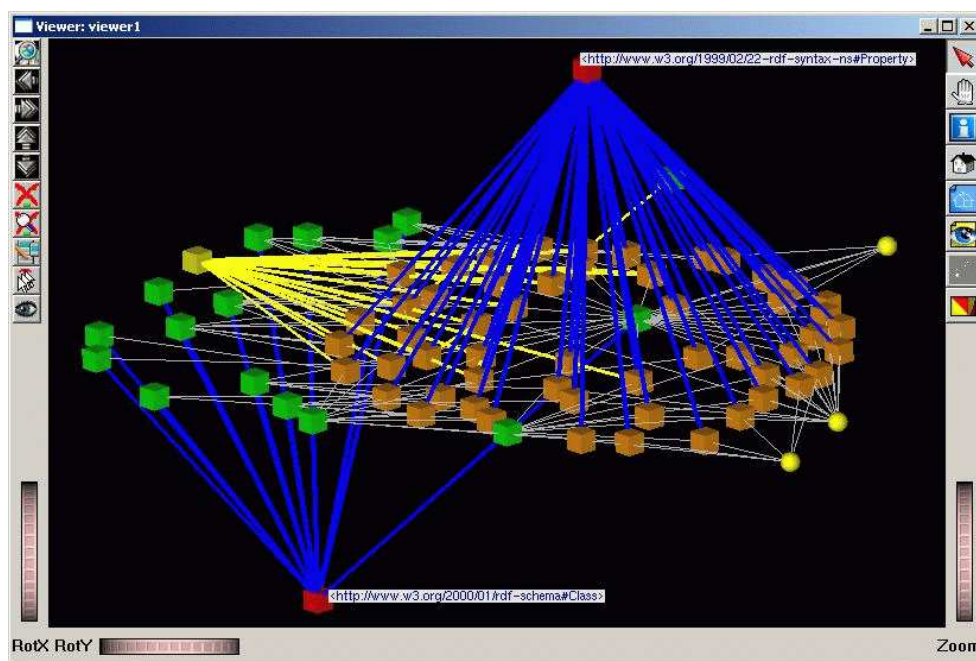 Viewer: viewer1
<http://www.w3.org/1999/02/22-rdf-syntax-ns#Property>
<http://www.w3.org/2000/01/rdf-schema#Class>
RotX RotY
Zoom